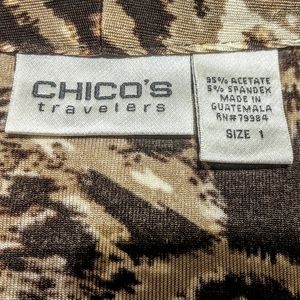 CHICO'S
travelers
95% ACETATE
5% SPANDEX
MADE IN
GUATEMALA
RN#79984
SIZE 1